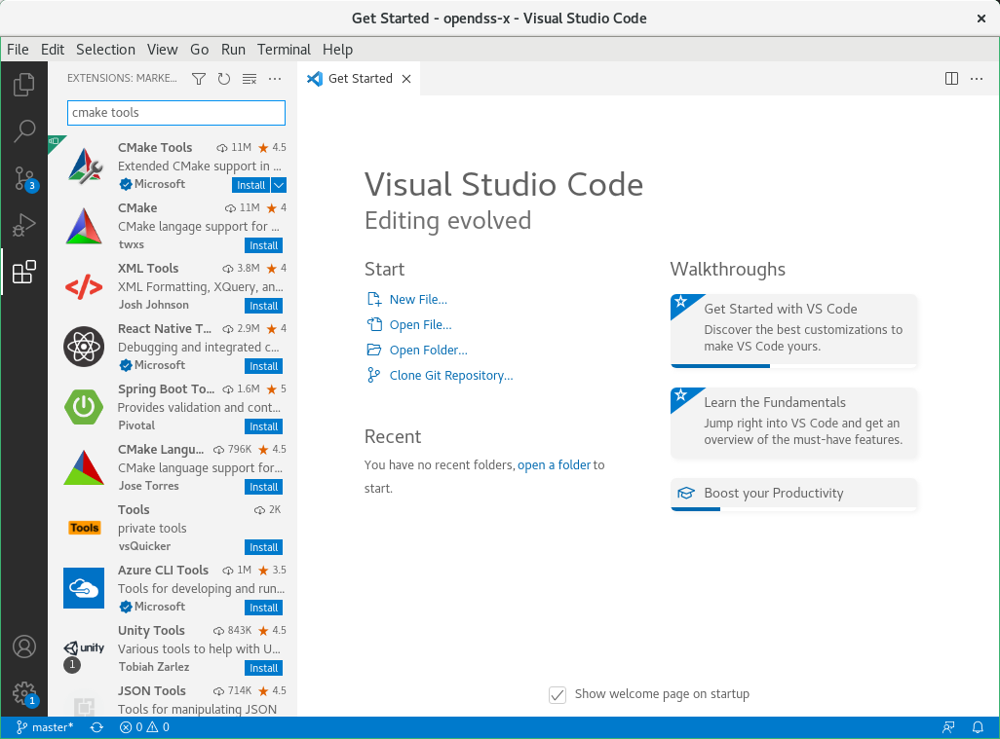 Get Started - opendss-x - Visual Studio Code
File Edit Selection View Go Run Terminal Help
EXTENSIONS: MARKE...
Get Started
cmake tools
CMake Tools 11M 4.5
Extended CMake support in ...
Microsoft Install
CMake 11M 4
CMake langage support for ...
twxs Install
XML Tools 3.8M 4
XML Formatting, XQuery, an...
Josh Johnson Install
React Native T... 2.9M 4
Debugging and integrated c...
Microsoft Install
Spring Boot To... 1.6M 5
Provides validation and cont...
Pivotal Install
CMake Langu... 796K 4.5
CMake language support for...
Jose Torres Install
Tools
Tools 2K
private tools
vsQuicker Install
Azure CLI Tools 1M 3.5
Tools for developing and run...
Microsoft Install
unity
Unity Tools 843K 4.5
Various tools to help with U...
Tobiah Zarlez Install
JSON Tools 714K 4.5
Tools for manipulating JSON
3
1
1
Visual Studio Code
Editing evolved
Start
New File...
Open File...
Open Folder...
Clone Git Repository...
Recent
You have no recent folders, open a folder to
start.
Walkthroughs
Get Started with VS Code
Discover the best customizations to
make VS Code yours.
Learn the Fundamentals
Jump right into VS Code and get an
overview of the must-have features.
Boost your Productivity
Show welcome page on startup
master* 0 0